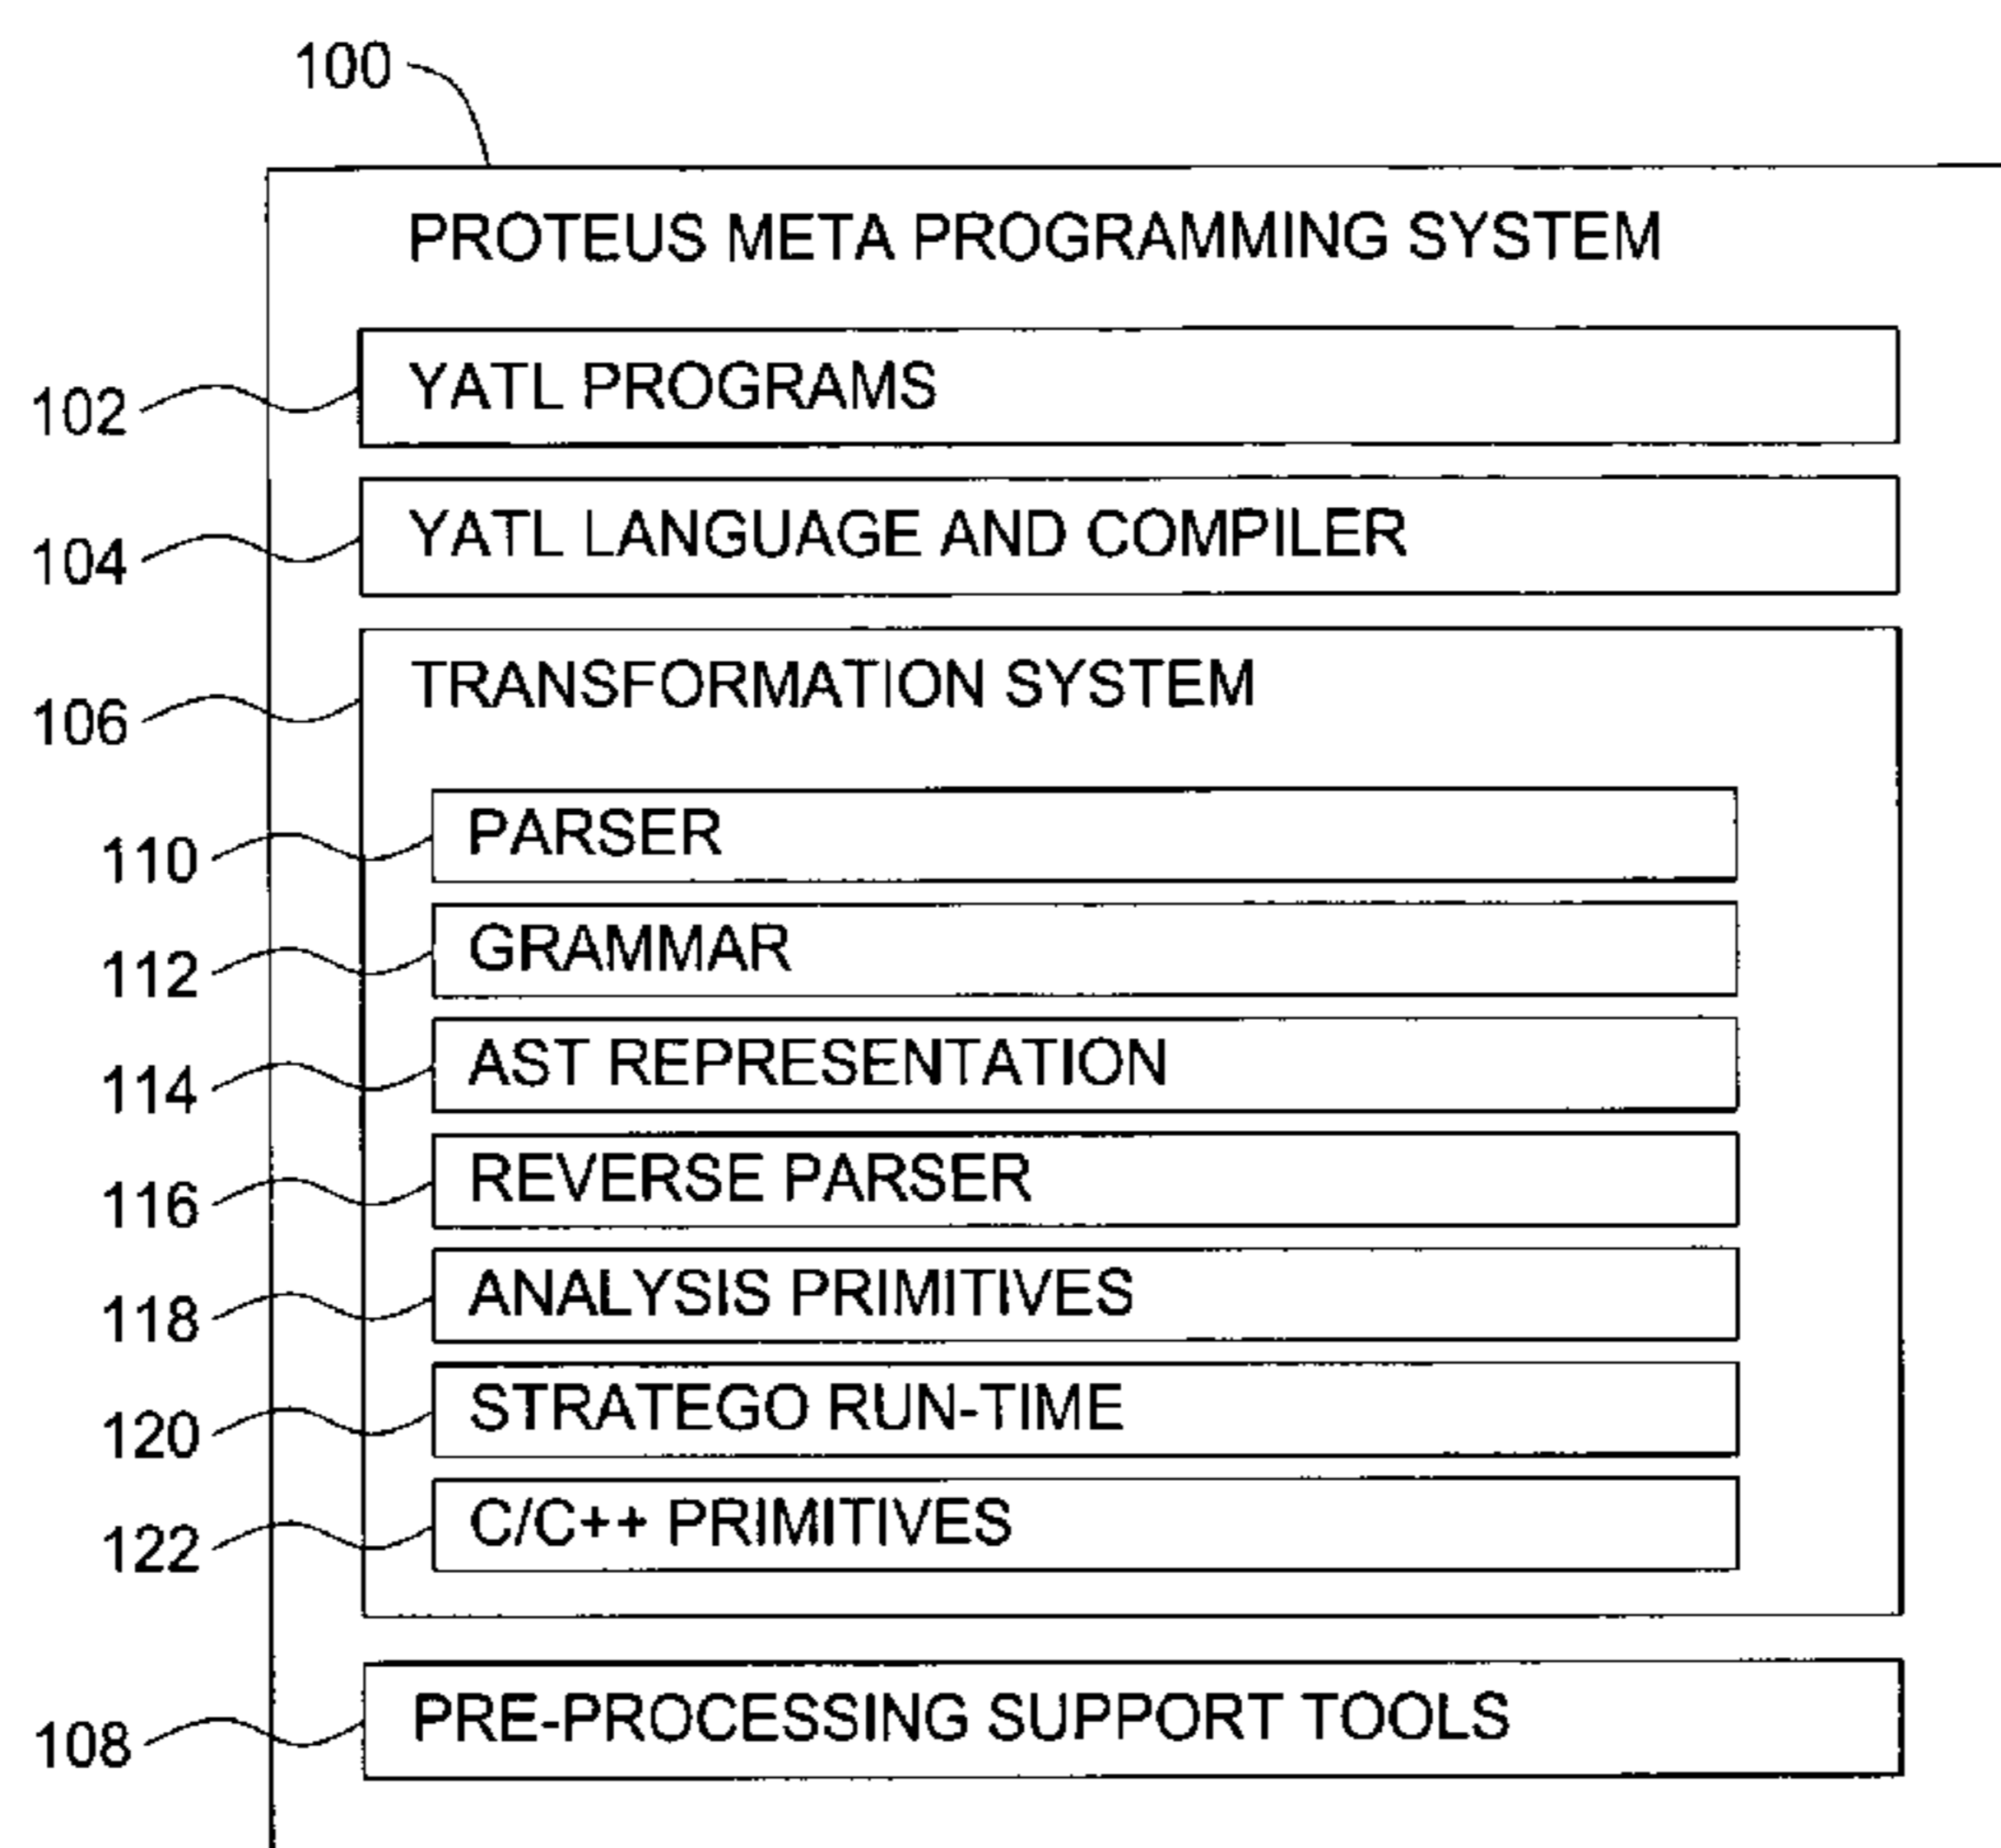 100
PROTEUS META PROGRAMMING SYSTEM
102 YATL PROGRAMS
104 YATL LANGUAGE AND COMPILER
106 TRANSFORMATION SYSTEM
110 PARSER
112 GRAMMAR
114 AST REPRESENTATION
116 REVERSE PARSER
118 ANALYSIS PRIMITIVES
120 STRATEGO RUN-TIME
122 C/C++ PRIMITIVES
108 PRE-PROCESSING SUPPORT TOOLS